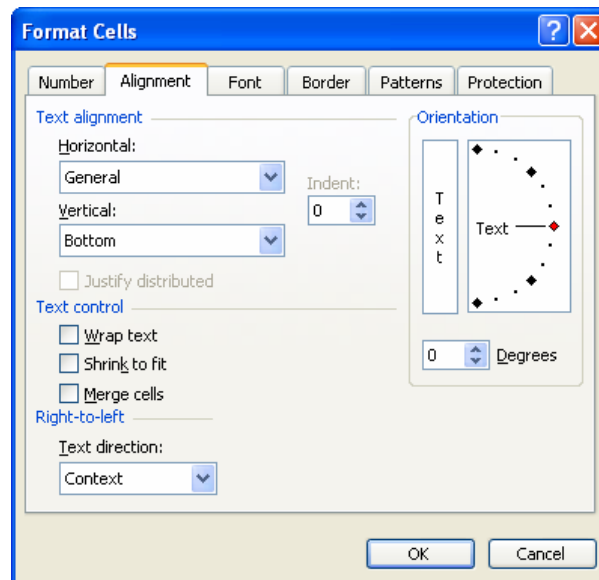 Format Cells
Number Alignment Font Border Patterns Protection
Text alignment
Horizontal:
General
Indent:
0
Vertical:
Bottom
Justify distributed
Text control
Wrap text
Shrink to fit
Merge cells
Right-to-left
Text direction:
Context
Orientation
Text
Text
0 Degrees
OK Cancel